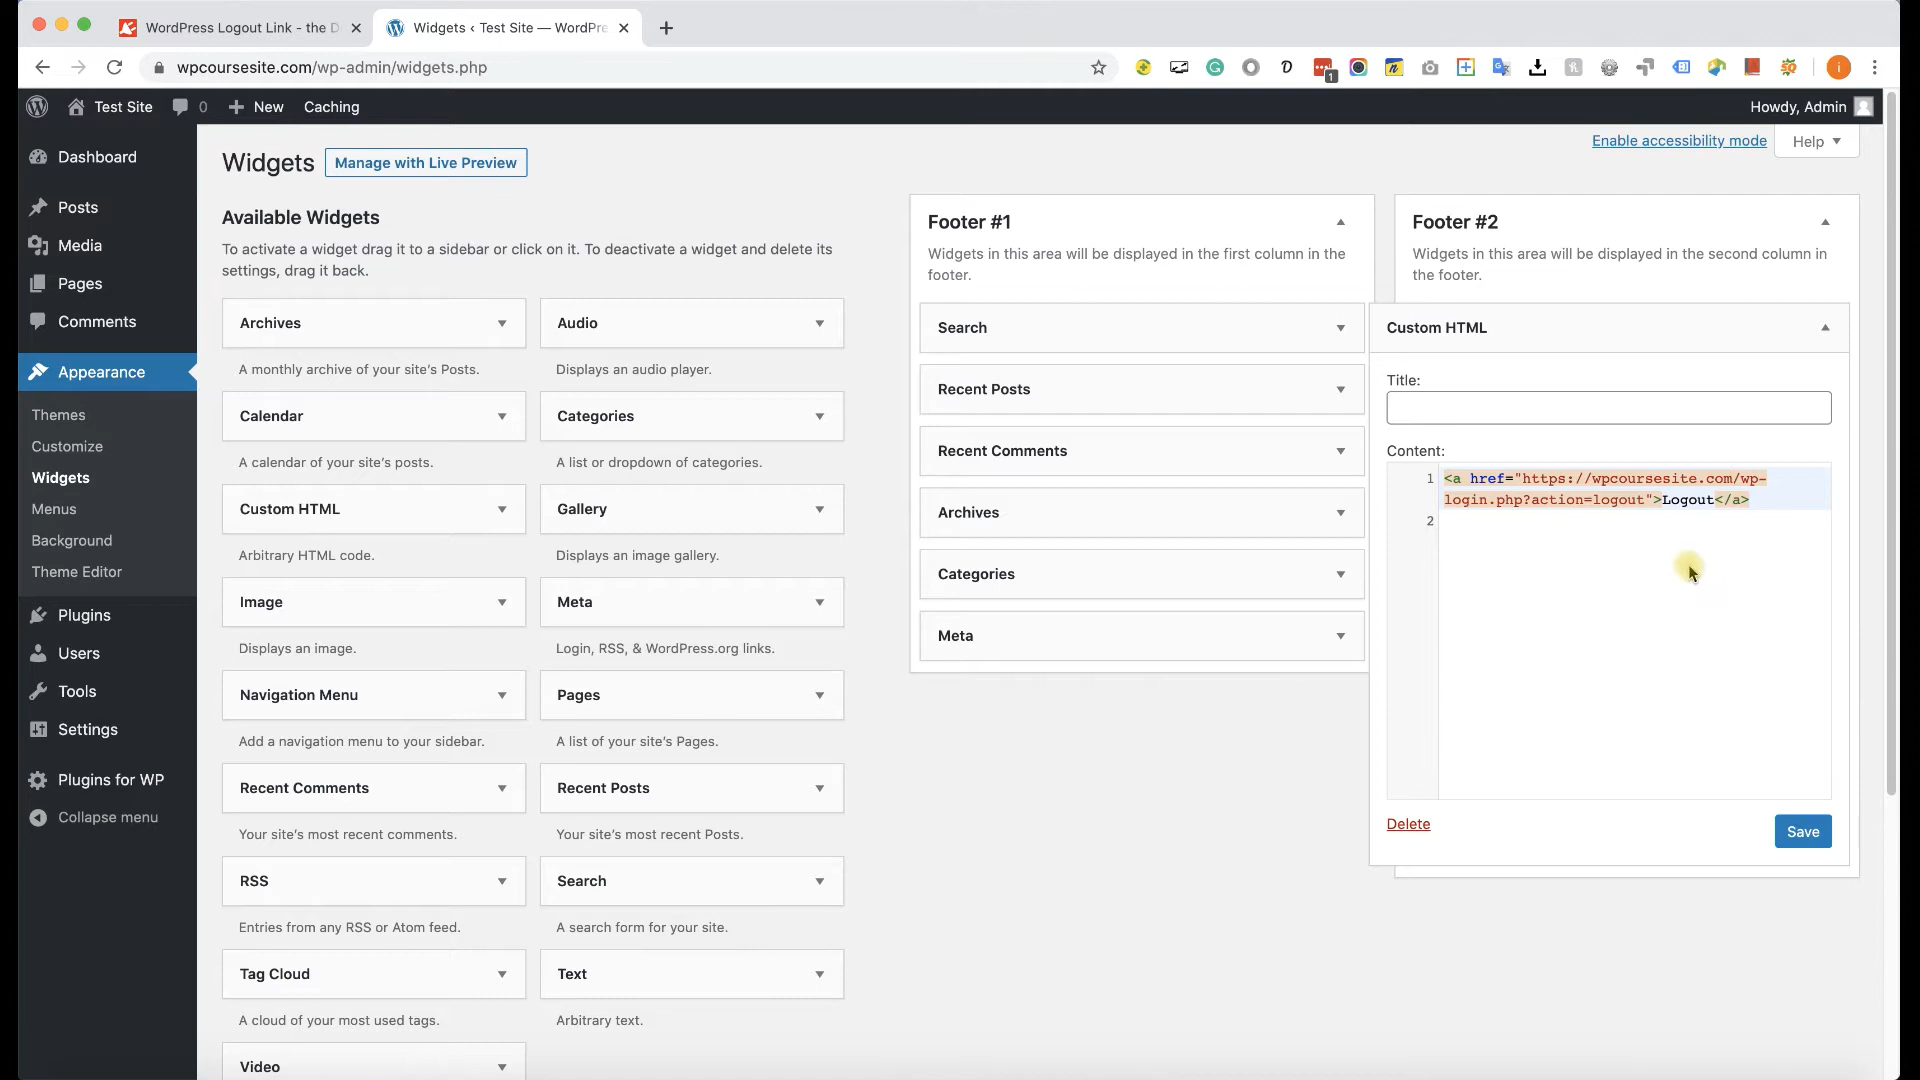 WordPress Logout Link - the D
Widgets ‹ Test Site — WordPre
wpcoursesite.com/wp-admin/widgets.php
1
i
Test Site
0
New
Caching
Howdy, Admin
Dashboard
Posts
Media
Pages
Comments
Appearance
Themes
Customize
Widgets
Menus
Background
Theme Editor
Plugins
Users
Tools
Settings
Plugins for WP
Collapse menu
Enable accessibility mode
Help
Widgets
Manage with Live Preview
Available Widgets
To activate a widget drag it to a sidebar or click on it. To deactivate a widget and delete its
settings, drag it back.
Archives
A monthly archive of your site’s Posts.
Audio
Displays an audio player.
Calendar
A calendar of your site’s posts.
Categories
A list or dropdown of categories.
Custom HTML
Arbitrary HTML code.
Gallery
Displays an image gallery.
Image
Displays an image.
Meta
Login, RSS, & WordPress.org links.
Navigation Menu
Add a navigation menu to your sidebar.
Pages
A list of your site’s Pages.
Recent Comments
Your site’s most recent comments.
Recent Posts
Your site’s most recent Posts.
RSS
Entries from any RSS or Atom feed.
Search
A search form for your site.
Tag Cloud
A cloud of your most used tags.
Text
Arbitrary text.
Video
Footer #1
Widgets in this area will be displayed in the first column in the
footer.
Search
Recent Posts
Recent Comments
Archives
Categories
Meta
Footer #2
Widgets in this area will be displayed in the second column in
the footer.
Custom HTML
Title:
Content:
1 <a href="https://wpcoursesite.com/wp-
login.php?action=logout">Logout</a>
2
Delete
Save